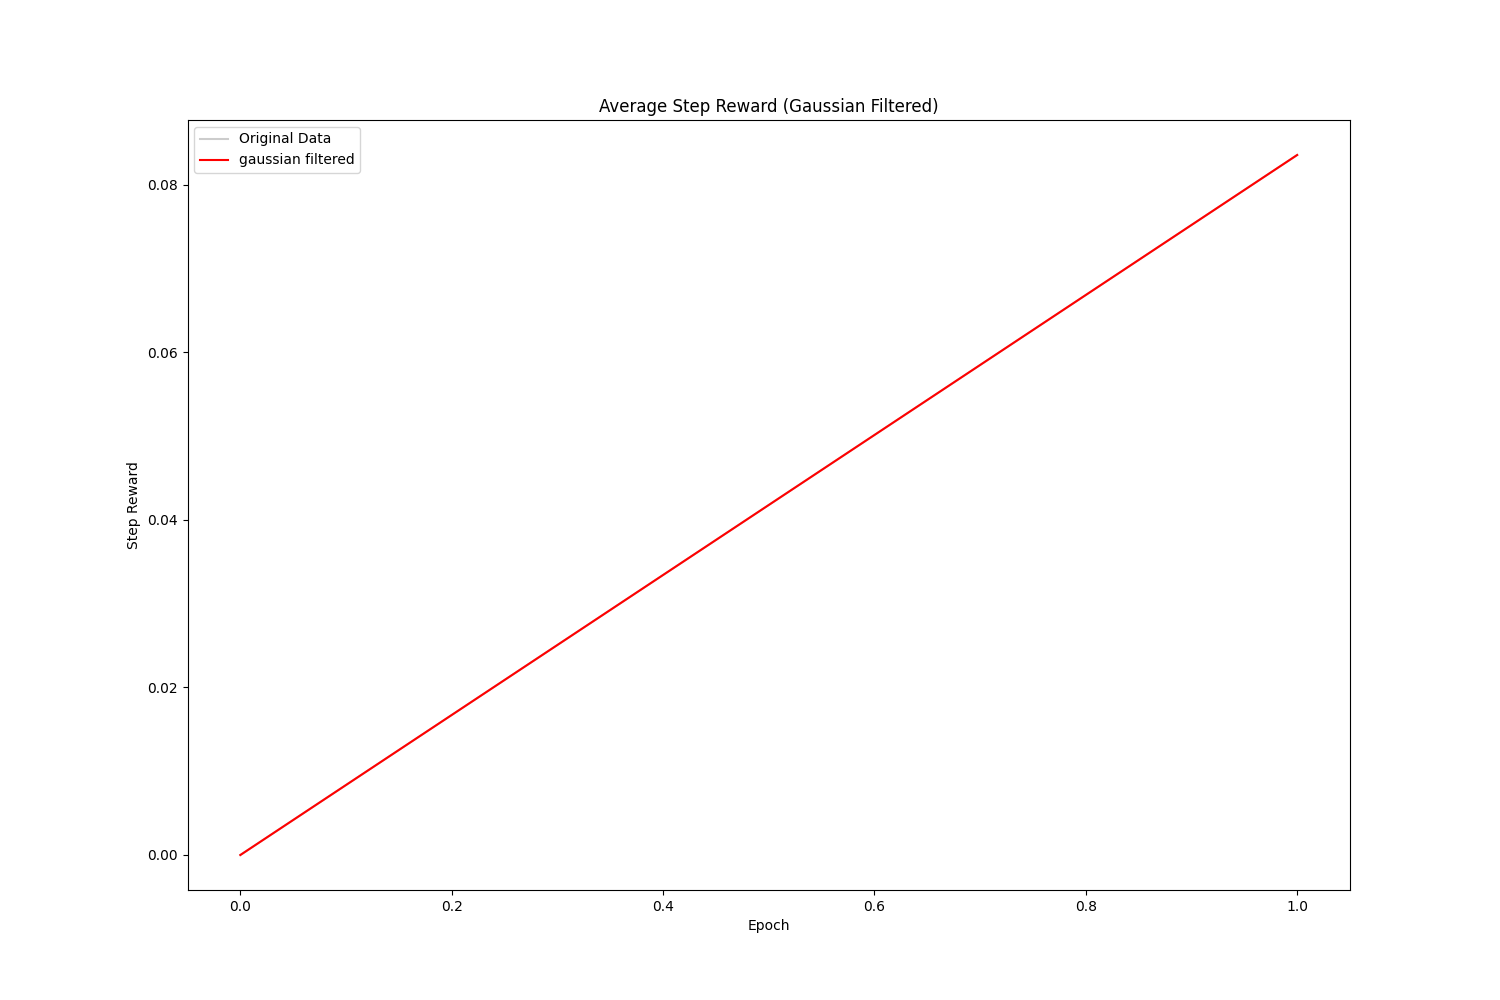 Average Step Reward (Gaussian Filtered)
Original Data
gaussian filtered
0.08
0.06
0.04
0.02
0.00
Step Reward
0.0 0.2 0.4 0.6 0.8 1.0
Epoch